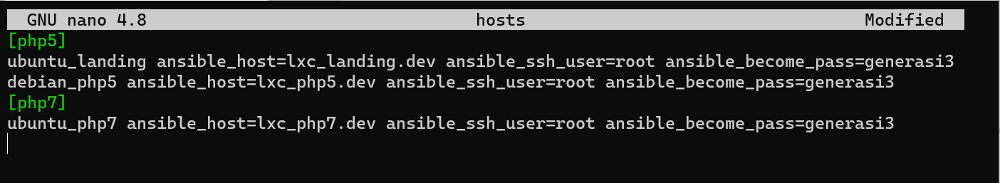 GNU nano 4.8 hosts Modified
[php5]
ubuntu_landing ansible_host=lxc_landing.dev ansible_ssh_user=root ansible_become_pass=generasi3
debian_php5 ansible_host=lxc_php5.dev ansible_ssh_user=root ansible_become_pass=generasi3
[php7]
ubuntu_php7 ansible_host=lxc_php7.dev ansible_ssh_user=root ansible_become_pass=generasi3